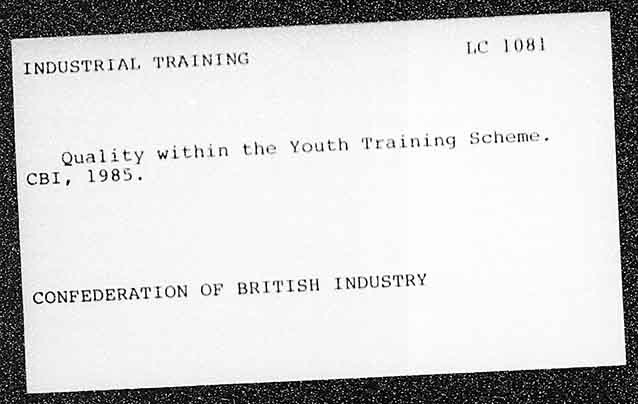 INDUSTRIAL TRAINING LC 1081
Quality within the Youth Training Scheme.
CBI, 1985.
CONFEDERATION OF BRITISH INDUSTRY